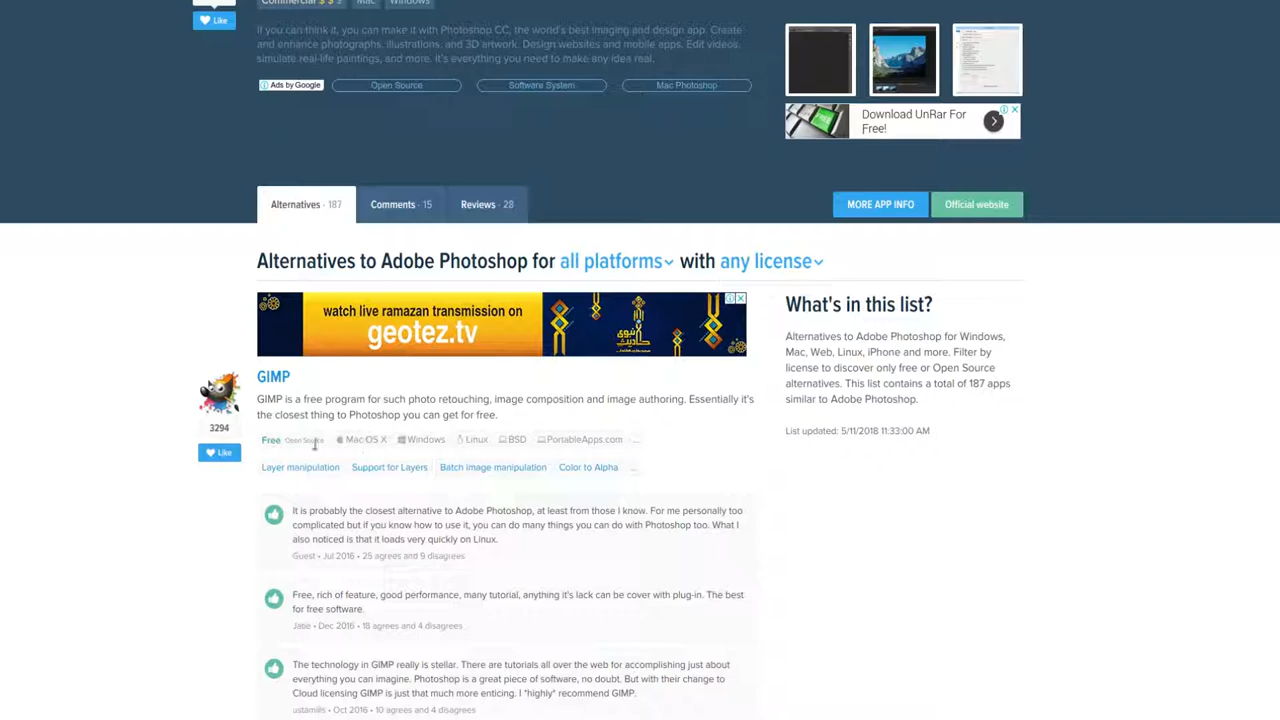 Commercial $ $ $ Mac Windows
Like
If you can think it, you can make it with Photoshop CC, the world's best imaging and design app. Create
and enhance photographs, illustrations, and 3D artwork. Design websites and mobile apps. Edit videos,
simulate real-life paintings, and more. It's everything you need to make any idea real.
Ads by Google Open Source Software System Mac Photoshop
Download UnRar For
Free!
Alternatives · 187 Comments · 15 Reviews · 28 MORE APP INFO Official website
Alternatives to Adobe Photoshop for all platforms with any license
watch live ramazan transmission on
geotez.tv
What's in this list?
Alternatives to Adobe Photoshop for Windows,
Mac, Web, Linux, iPhone and more. Filter by
license to discover only free or Open Source
alternatives. This list contains a total of 187 apps
similar to Adobe Photoshop.
List updated: 5/11/2018 11:33:00 AM
GIMP
GIMP is a free program for such photo retouching, image composition and image authoring. Essentially it's
the closest thing to Photoshop you can get for free.
3294
Like
Free Open Source Mac OS X Windows Linux BSD PortableApps.com ...
Layer manipulation Support for Layers Batch image manipulation Color to Alpha ...
It is probably the closest alternative to Adobe Photoshop, at least from those I know. For me personally too
complicated but if you know how to use it, you can do many things you can do with Photoshop too. What I
also noticed is that it loads very quickly on Linux.
Guest • Jul 2016 • 25 agrees and 9 disagrees
Free, rich of feature, good performance, many tutorial, anything it's lack can be cover with plug-in. The best
for free software.
Jatie • Dec 2016 • 18 agrees and 4 disagrees
The technology in GIMP really is stellar. There are tutorials all over the web for accomplishing just about
everything you can imagine. Photoshop is a great piece of software, no doubt. But with their change to
Cloud licensing GIMP is just that much more enticing. I *highly* recommend GIMP.
ustamills • Oct 2016 • 10 agrees and 4 disagrees